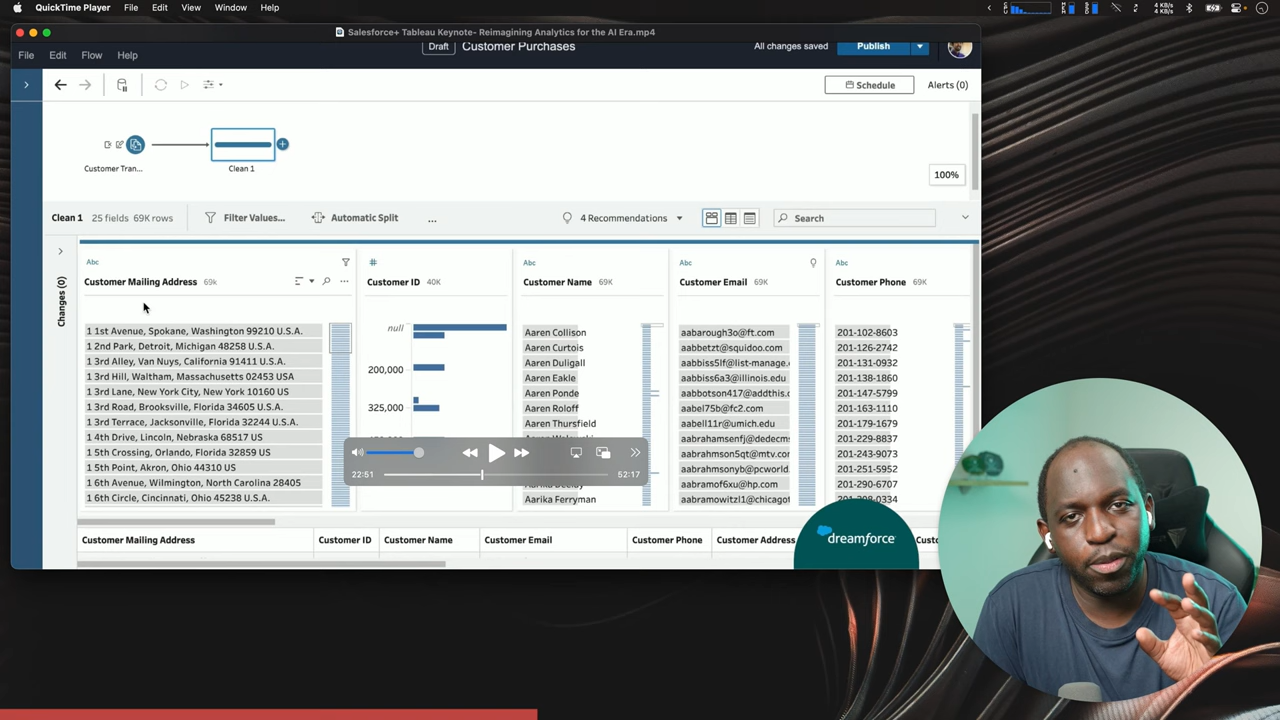 QuickTime Player File Edit View Window Help
4 KB/s
4 KB/s
Salesforce+ Tableau Keynote- Reimagining Analytics for the AI Era.mp4
File Edit Flow Help
Draft Customer Purchases
All changes saved Publish
Schedule Alerts (0)
Customer Tran...
Clean 1
100%
Clean 1 25 fields 69K rows Filter Values... Automatic Split ... 4 Recommendations Search
Changes (0)
Abc
Customer Mailing Address 69k
1 1st Avenue, Spokane, Washington 99210 U.S.A.
1 2nd Park, Detroit, Michigan 48258 U.S.A.
1 3rd Alley, Van Nuys, California 91411 U.S.A.
1 3rd Hill, Waltham, Massachusetts 02453 USA
1 3rd Lane, New York City, New York 10160 US
1 3rd Road, Brooksville, Florida 34605 U.S.A.
1 3rd Terrace, Jacksonville, Florida 32244 U.S.A.
1 4th Drive, Lincoln, Nebraska 68517 US
1 5th Crossing, Orlando, Florida 32859 US
1 5th Point, Akron, Ohio 44310 US
1 6th Avenue, Wilmington, North Carolina 28405
1 6th Circle, Cincinnati, Ohio 45238 U.S.A.
#
Customer ID 40K
null
200,000
325,000
Abc
Customer Name 69K
Aaren Collison
Aaren Curtois
Aaren Duligall
Aaren Eakle
Aaren Ponde
Aaren Roloff
Aaren Thursfield
Aarika Ferryman
Abc
Customer Email 69K
aabarough3o@ft.com
aabatzt@squidoo.com
aabbiss5if@list-mana
aabbiss6a3@illinois.edu
aabbotson417@addthis.c
aabel75b@fc2.com
aabell11r@umich.edu
aabrahamsenfj@
aabrahmson5qt@mtv.com
aabramsonyb@pcworld.
aabramof6xu@hp.com
aabramowitzl1@chicagot
Abc
Customer Phone 69K
201-102-8603
201-126-2742
201-131-0932
201-138-1860
201-147-5799
201-163-1110
201-179-1679
201-229-8837
201-243-9073
201-251-5952
201-290-6707
22:51 52:17
Customer Mailing Address Customer ID Customer Name Customer Email Customer Phone Customer Address
dreamforce